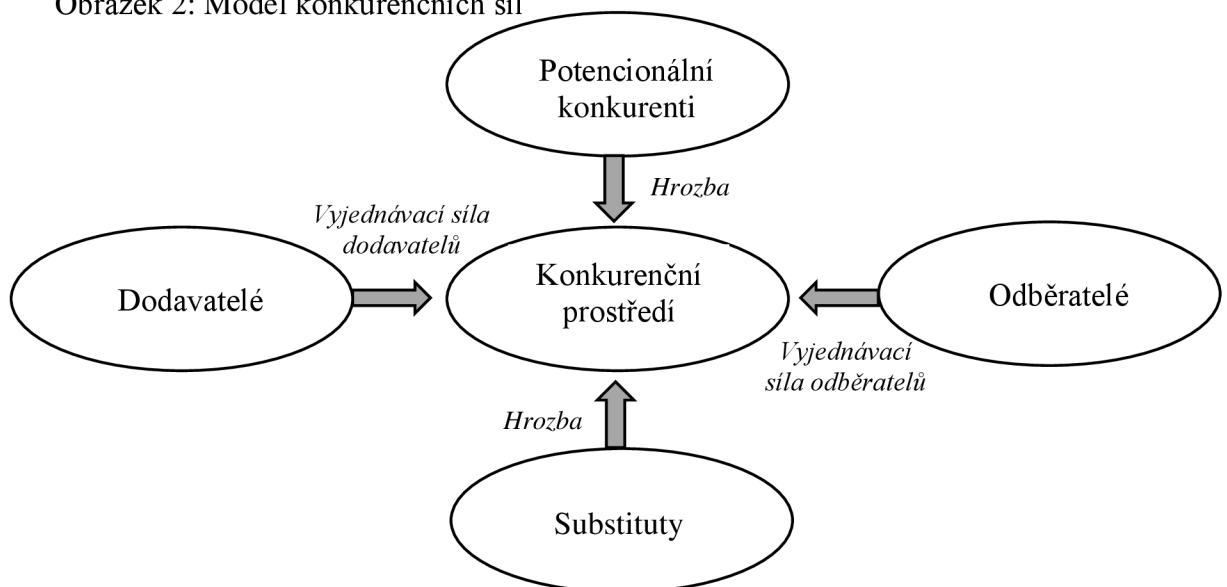 Obrázek 2: Model konkurenčních sil
Potencionální
konkurenti
Hrozba
Vyjednávací síla
dodavatelů
Dodavatelé
Konkurenční
prostředí
Odběratelé
Vyjednávací
síla odběratelů
Hrozba
Substituty